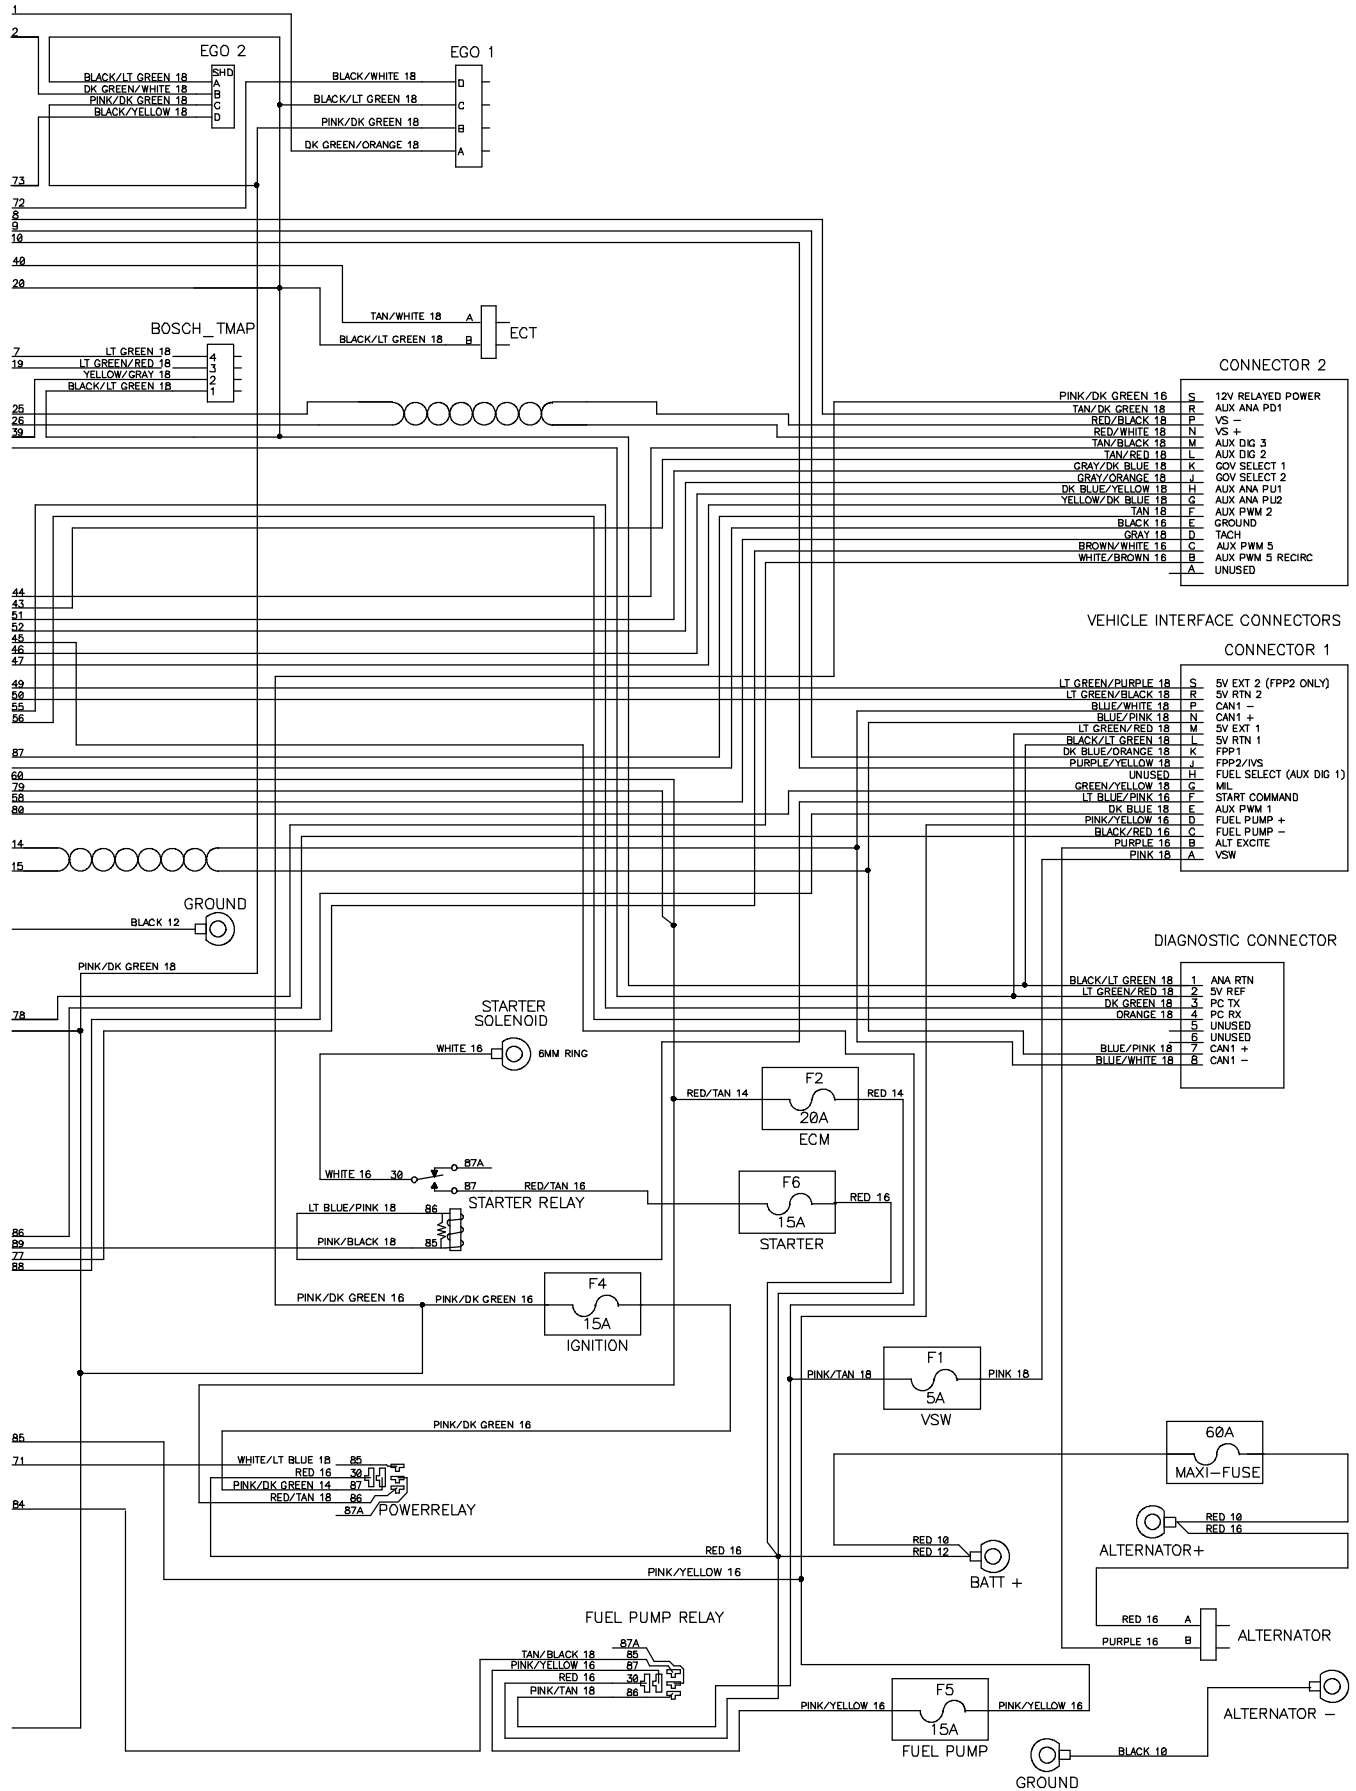 1
2
EGO 2
EGO 1
SHD
BLACK/LT GREEN 18 A
DK GREEN/WHITE 18 B
PINK/DK GREEN 18 C
BLACK/YELLOW 18 D
BLACK/WHITE 18 D
BLACK/LT GREEN 18 C
PINK/DK GREEN 18 B
DK GREEN/ORANGE 18 A
73
72
8
9
10
40
20
TAN/WHITE 18 A
BLACK/LT GREEN 18 B
ECT
BOSCH_TMAP
7 LT GREEN 18 4
19 LT GREEN/RED 18 3
YELLOW/GRAY 18 2
BLACK/LT GREEN 18 1
25
26
39
CONNECTOR 2
PINK/DK GREEN 16 S 12V RELAYED POWER
TAN/DK GREEN 18 R AUX ANA PD1
RED/BLACK 18 P VS -
RED/WHITE 18 N VS +
TAN/BLACK 18 M AUX DIG 3
TAN/RED 18 L AUX DIG 2
GRAY/DK BLUE 18 K GOV SELECT 1
GRAY/ORANGE 18 J GOV SELECT 2
DK BLUE/YELLOW 18 H AUX ANA PU1
YELLOW/DK BLUE 18 G AUX ANA PU2
TAN 18 F AUX PWM 2
BLACK 16 E GROUND
GRAY 18 D TACH
BROWN/WHITE 16 C AUX PWM 5
WHITE/BROWN 16 B AUX PWM 5 RECIRC
A UNUSED
44
43
51
52
45
46
47
49
50
55
56
87
60
79
58
80
14
15
VEHICLE INTERFACE CONNECTORS
CONNECTOR 1
LT GREEN/PURPLE 18 S 5V EXT 2 (FPP2 ONLY)
LT GREEN/BLACK 18 R 5V RTN 2
BLUE/WHITE 18 P CAN1 -
BLUE/PINK 18 N CAN1 +
LT GREEN/RED 18 M 5V EXT 1
BLACK/LT GREEN 18 L 5V RTN 1
DK BLUE/ORANGE 18 K FPP1
PURPLE/YELLOW 18 J FPP2/IVS
UNUSED H FUEL SELECT (AUX DIG 1)
GREEN/YELLOW 18 G MIL
LT BLUE/PINK 16 F START COMMAND
DK BLUE 18 E AUX PWM 1
PINK/YELLOW 16 D FUEL PUMP +
BLACK/RED 16 C FUEL PUMP -
PURPLE 16 B ALT EXCITE
PINK 18 A VSW
GROUND
BLACK 12
PINK/DK GREEN 18
78
DIAGNOSTIC CONNECTOR
BLACK/LT GREEN 18 1 ANA RTN
LT GREEN/RED 18 2 5V REF
DK GREEN 18 3 PC TX
ORANGE 18 4 PC RX
5 UNUSED
6 UNUSED
BLUE/PINK 18 7 CAN1 +
BLUE/WHITE 18 8 CAN1 -
STARTER
SOLENOID
WHITE 16
6MM RING
RED/TAN 14 F2 RED 14
20A
ECM
87A
WHITE 16 30
87 RED/TAN 16
STARTER RELAY
F6 RED 16
15A
STARTER
LT BLUE/PINK 18 86
PINK/BLACK 18 85
86
89
77
88
PINK/DK GREEN 16 PINK/DK GREEN 16 F4
15A
IGNITION
PINK/TAN 18 F1 PINK 18
5A
VSW
PINK/DK GREEN 16
85
71
WHITE/LT BLUE 18 85
RED 16 30
PINK/DK GREEN 14 87
RED/TAN 18 86
87A POWERRELAY
84
60A
MAXI-FUSE
RED 10
RED 16
ALTERNATOR+
RED 16
RED 10
RED 12
BATT +
PINK/YELLOW 16
RED 16 A
PURPLE 16 B
ALTERNATOR
FUEL PUMP RELAY
87A
TAN/BLACK 18 85
PINK/YELLOW 16 87
RED 16 30
PINK/TAN 18 86
PINK/YELLOW 16 F5 PINK/YELLOW 16
15A
FUEL PUMP
ALTERNATOR -
BLACK 10
GROUND